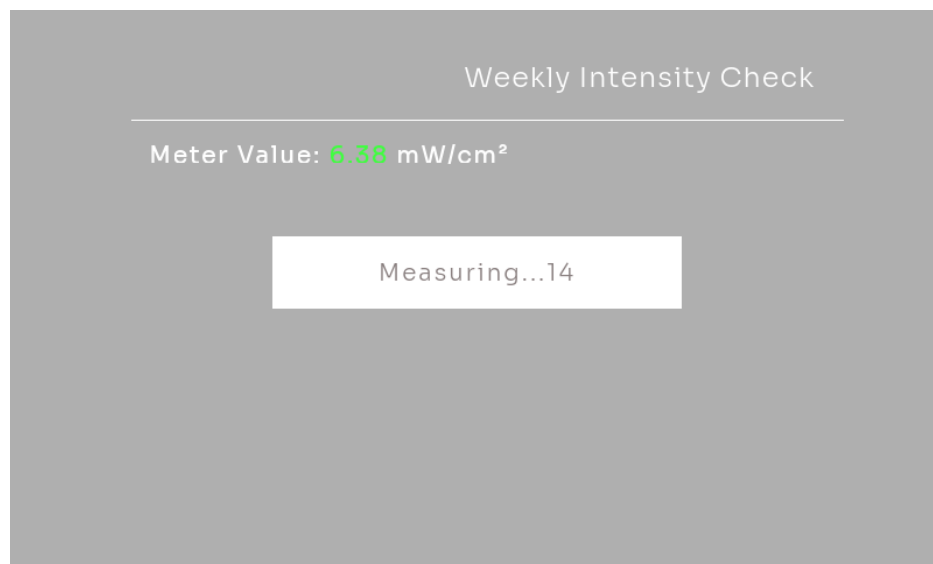 Weekly Intensity Check
Meter Value: 6.38 mW/cm²
Measuring...14